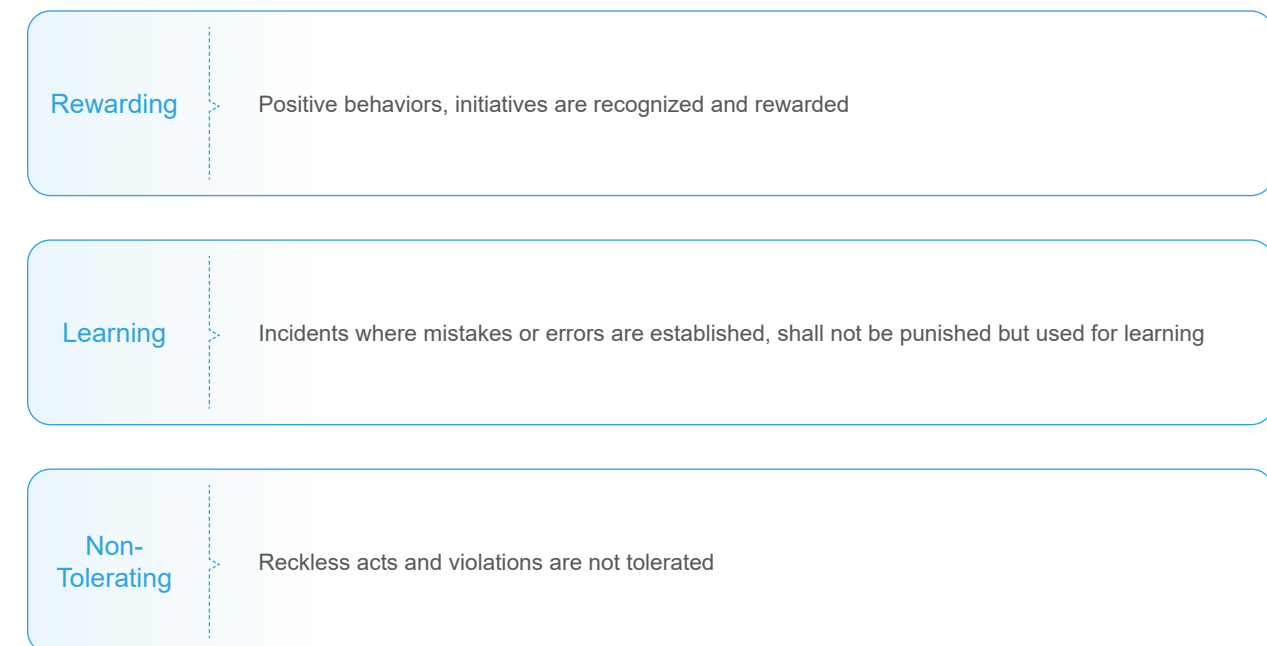 Rewarding
Positive behaviors, initiatives are recognized and rewarded
Learning
Incidents where mistakes or errors are established, shall not be punished but used for learning
Non-
Tolerating
Reckless acts and violations are not tolerated